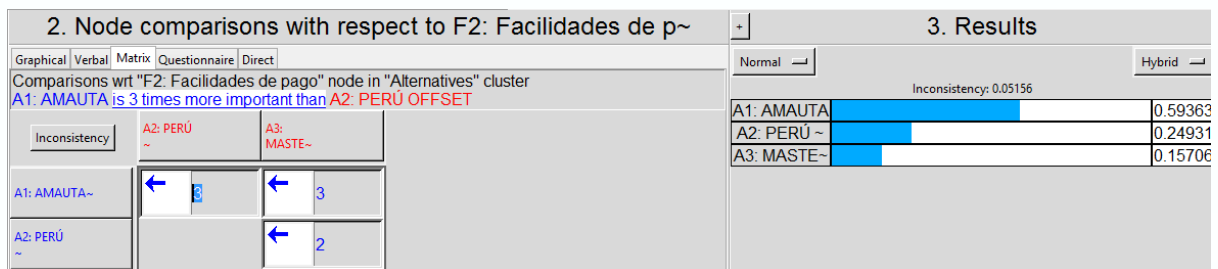 2. Node comparisons with respect to F2: Facilidades de p~
+
3. Results
Graphical Verbal Matrix Questionnaire Direct
Comparisons wrt "F2: Facilidades de pago" node in "Alternatives" cluster
A1: AMAUTA is 3 times more important than A2: PERÚ OFFSET
Inconsistency
A2: PERÚ
~
A3:
MASTE~
A1: AMAUTA~
3
3
A2: PERÚ
~
2
Normal
Hybrid
Inconsistency: 0.05156
A1: AMAUTA 0.59363
A2: PERÚ ~ 0.24931
A3: MASTE~ 0.15706